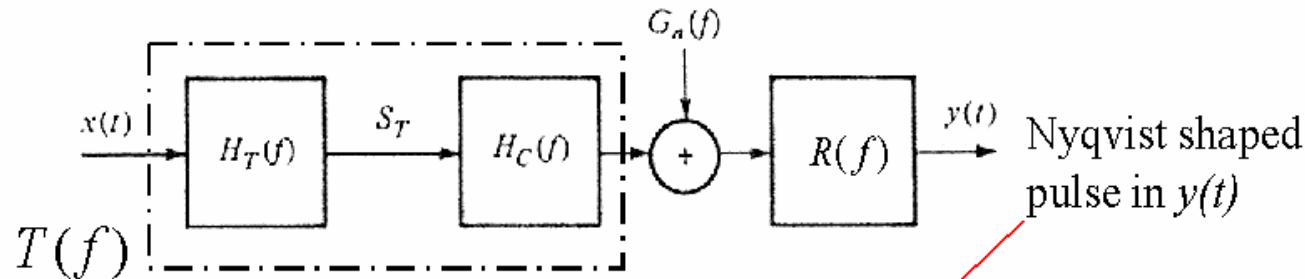 G_n(f)
x(t)
H_T(f)
S_T
H_C(f)
+
R(f)
y(t)
Nyqvist shaped
pulse in y(t)
T(f)